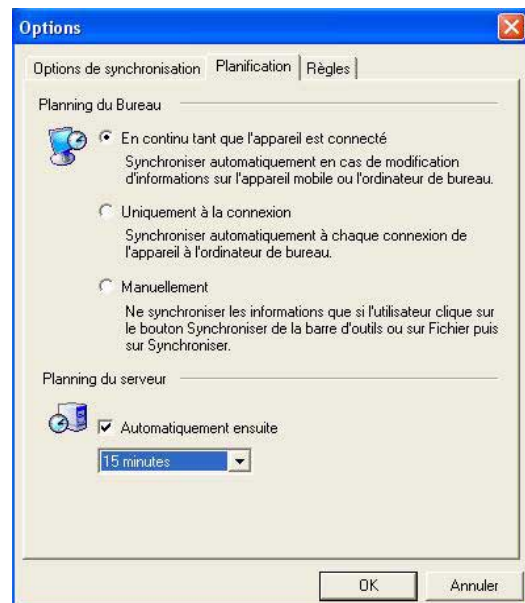 Options
Options de synchronisation Planification Règles
Planning du Bureau
En continu tant que l'appareil est connecté
Synchroniser automatiquement en cas de modification
d'informations sur l'appareil mobile ou l'ordinateur de bureau.
Uniquement à la connexion
Synchroniser automatiquement à chaque connexion de
l'appareil à l'ordinateur de bureau.
Manuellement
Ne synchroniser les informations que si l'utilisateur clique sur
le bouton Synchroniser de la barre d'outils ou sur Fichier puis
sur Synchroniser.
Planning du serveur
Automatiquement ensuite
15 minutes
OK Annuler